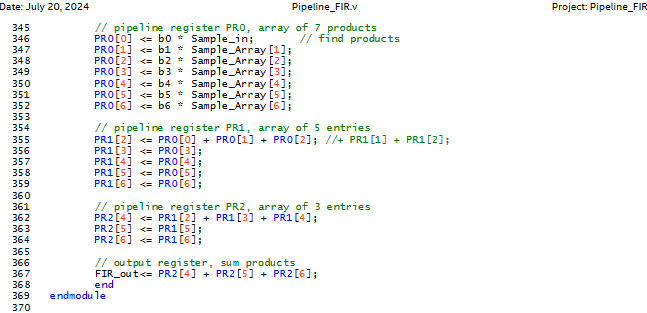 Date: July 20, 2024 Pipeline_FIR.v Project: Pipeline_FIR
345 // pipeline register PR0, array of 7 products
346 PR0[0] <= b0 * Sample_in; // find products
347 PR0[1] <= b1 * Sample_Array[1];
348 PR0[2] <= b2 * Sample_Array[2];
349 PR0[3] <= b3 * Sample_Array[3];
350 PR0[4] <= b4 * Sample_Array[4];
351 PR0[5] <= b5 * Sample_Array[5];
352 PR0[6] <= b6 * Sample_Array[6];
353
354 // pipeline register PR1, array of 5 entries
355 PR1[2] <= PR0[0] + PR0[1] + PR0[2]; //+ PR1[1] + PR1[2];
356 PR1[3] <= PR0[3];
357 PR1[4] <= PR0[4];
358 PR1[5] <= PR0[5];
359 PR1[6] <= PR0[6];
360
361 // pipeline register PR2, array of 3 entries
362 PR2[4] <= PR1[2] + PR1[3] + PR1[4];
363 PR2[5] <= PR1[5];
364 PR2[6] <= PR1[6];
365
366 // output register, sum products
367 FIR_out<= PR2[4] + PR2[5] + PR2[6];
368 end
369 endmodule
370